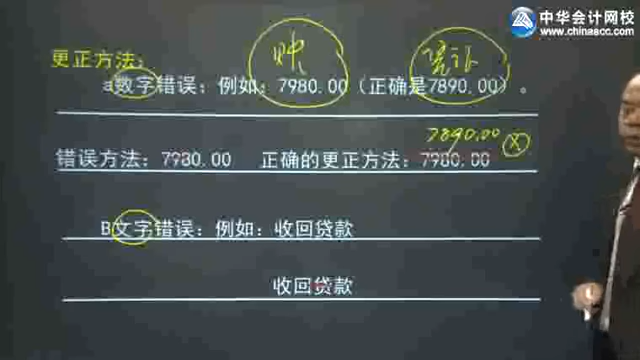 中华会计网校
www.chinaacc.com
账 凭证
更正方法：
a数字错误：例如：7980.00（正确是7890.00）。
7890.00
错误方法：7980.00 正确的更正方法：7980.00
B文字错误：例如：收回贷款
收回贷款